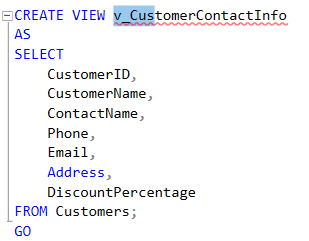 CREATE VIEW v_CustomerContactInfo
AS
SELECT
CustomerID,
CustomerName,
ContactName,
Phone,
Email,
Address,
DiscountPercentage
FROM Customers;
GO